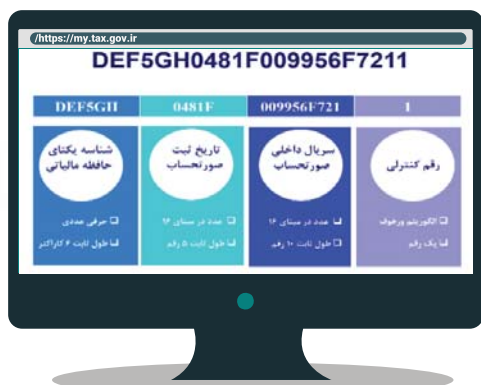 /https://my.tax.gov.ir
DEF5GH0481F009956F7211
DEF5GH 0481F 009956F721 1
شناسه یکتای
حافظه مالیاتی
حرفی عددی
طول ثابت ۶ کاراکتر
تاریخ ثبت
صورتحساب
عدد در مبنای ۱۶
طول ثابت ۵ رقم
سریال داخلی
صورتحساب
عدد در مبنای ۱۶
طول ثابت ۱۰ رقم
رقم کنترلی
الگوریتم ورهوف
یک رقم